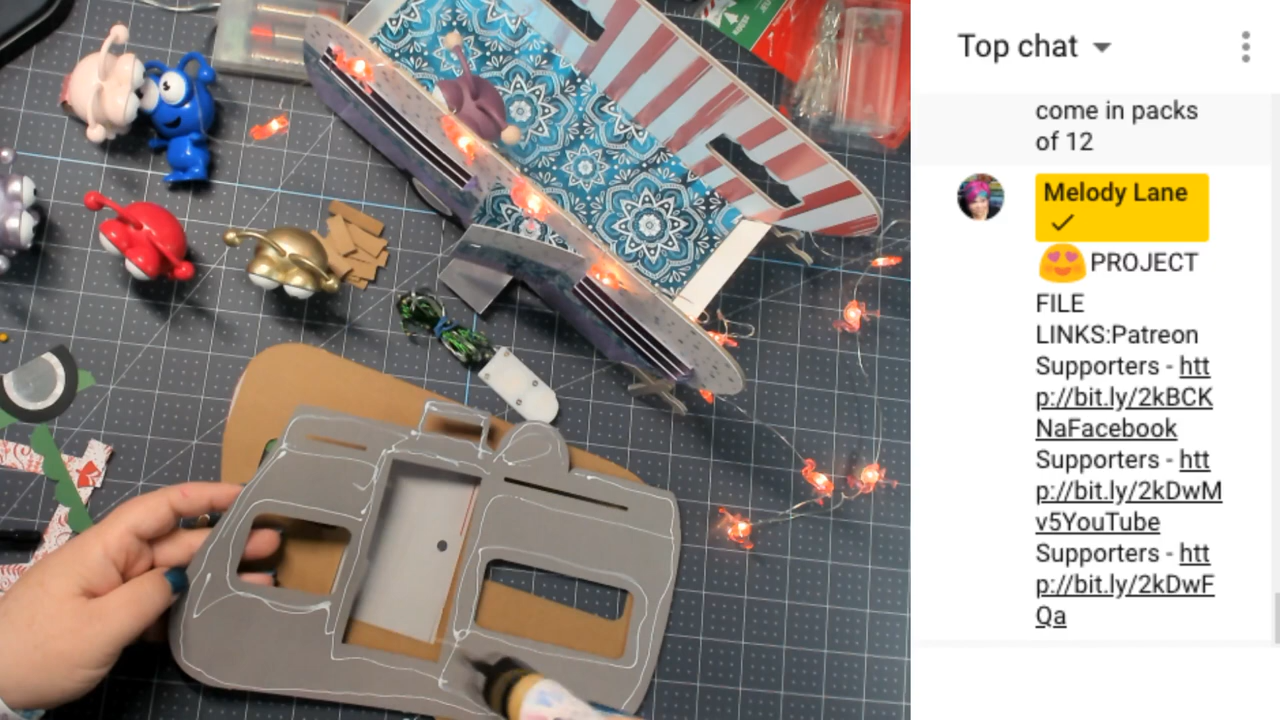 Top chat
come in packs
of 12
Melody Lane
✓
😍PROJECT
FILE
LINKS:Patreon
Supporters - htt
p://bit.ly/2kBCK
NaFacebook
Supporters - htt
p://bit.ly/2kDwM
v5YouTube
Supporters - htt
p://bit.ly/2kDwF
Qa